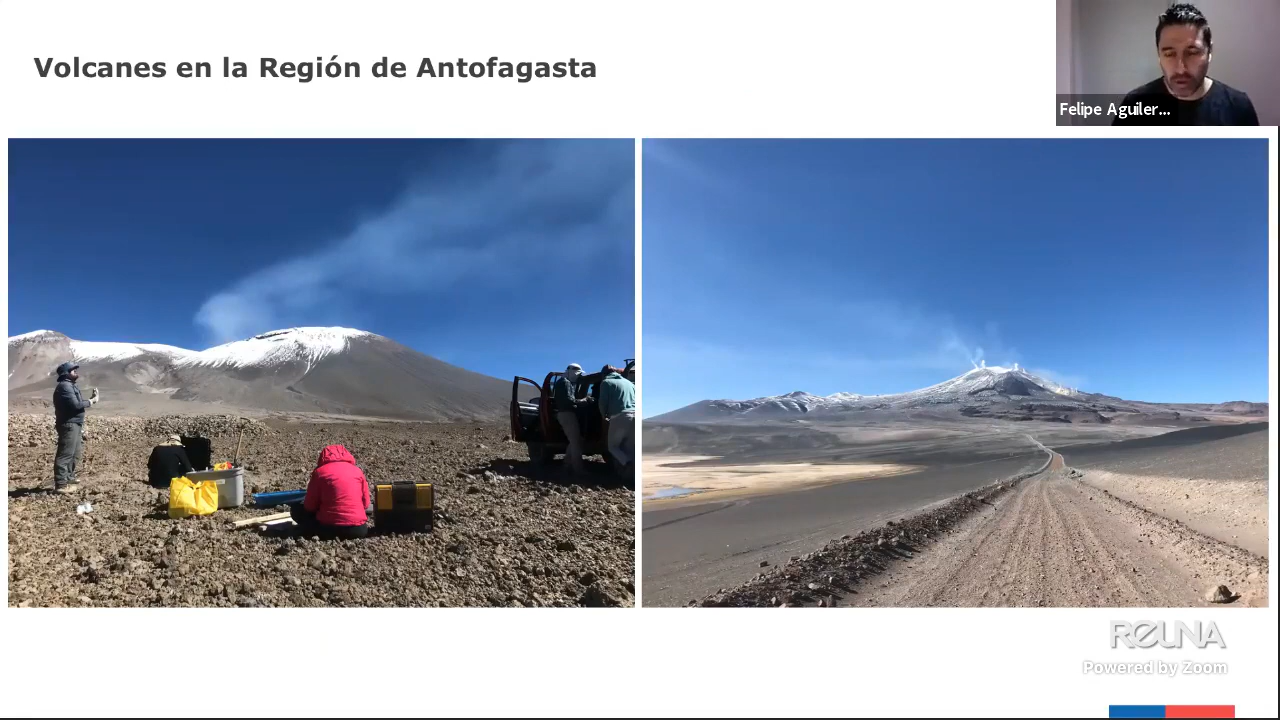 Volcanes en la Región de Antofagasta
Felipe Aguiler...
REUNA
Powered by Zoom